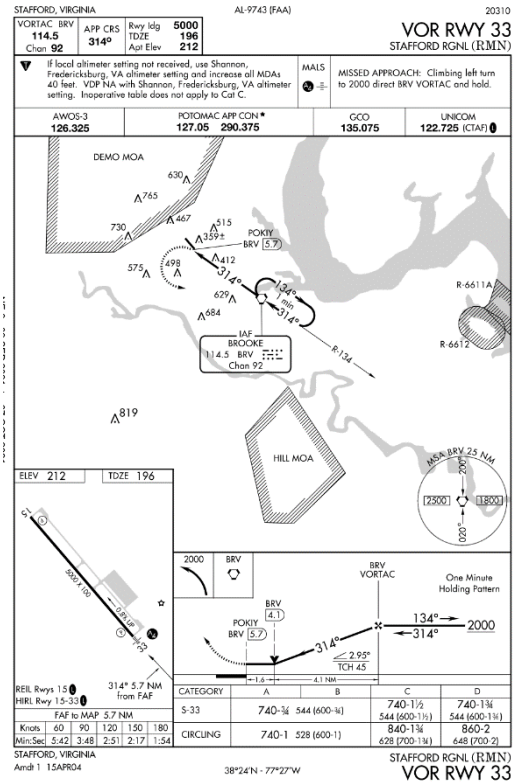 STAFFORD, VIRGINIA
AL-9743 (FAA)
20310
VORTAC BRV
114.5
Chan 92
APP CRS
314°
Rwy ldg 5000
TDZE 196
Apt Elev 212
VOR RWY 33
STAFFORD RGNL (RMN)
If local altimeter setting not received, use Shannon,
Fredericksburg, VA altimeter setting and increase all MDAs
40 feet. VDP NA with Shannon, Fredericksburg, VA altimeter
setting. Inoperative table does not apply to Cat C.
MALS
MISSED APPROACH: Climbing left turn
to 2000 direct BRV VORTAC and hold.
AWOS-3
126.325
POTOMAC APP CON ★
127.05 290.375
GCO
135.075
UNICOM
122.725 (CTAF) L
DEMO MOA
630
765
467
515
730
359±
POKIY
BRV 5.7
498
412
575
314°
134°
1 min
314°
629
684
R-6611A
R-6612
IAF
BROOKE
114.5 BRV
Chan 92
R-134
819
HILL MOA
MSA BRV 25 NM
200°
2500
1800
020°
ELEV 212
TDZE 196
15
5000 X 100
0.8% UP
33
314° 5.7 NM
from FAF
REIL Rwys 15 L
HIRL Rwy 15-33 L
FAF to MAP 5.7 NM
Knots 60 90 120 150 180
Min:Sec 5:42 3:48 2:51 2:17 1:54
2000
BRV
BRV
VORTAC
One Minute
Holding Pattern
BRV
4.1
POKIY
BRV 5.7
134°
314°
2000
314°
2.95°
TCH 45
1.6
4.1 NM
CATEGORY A B C D
S-33 740-¾ 544 (600-¾) 740-1½ 544 (600-1½) 740-1¾ 544 (600-1¾)
CIRCLING 740-1 528 (600-1) 840-1¾ 628 (700-1¾) 860-2 648 (700-2)
STAFFORD, VIRGINIA
Amdt 1 15APR04
38°24'N - 77°27'W
STAFFORD RGNL (RMN)
VOR RWY 33